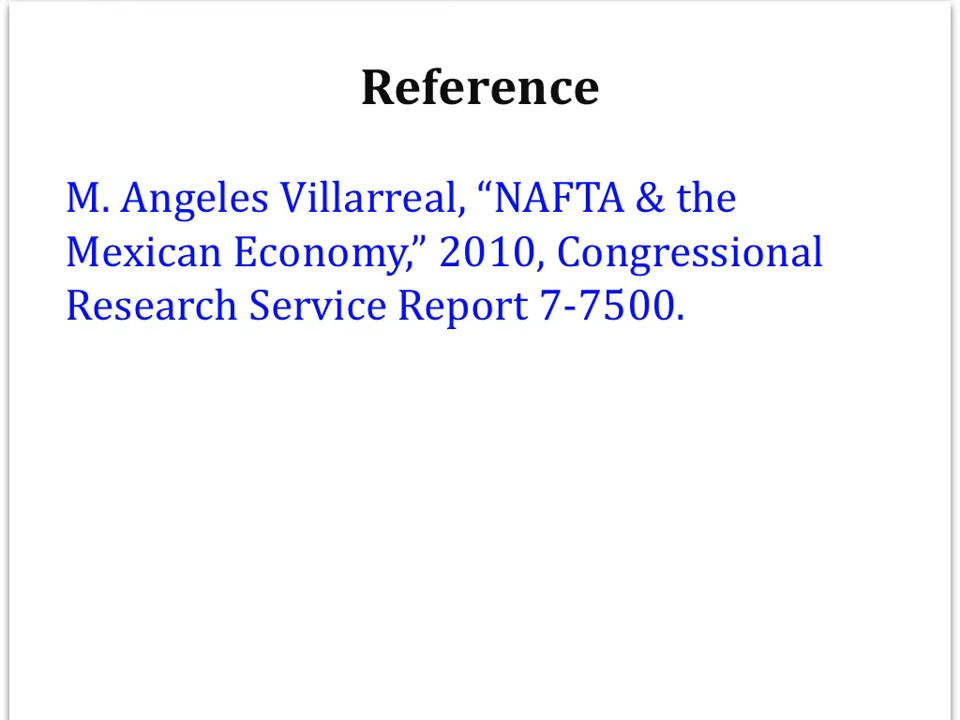 Reference
M. Angeles Villarreal, “NAFTA & the
Mexican Economy,” 2010, Congressional
Research Service Report 7-7500.